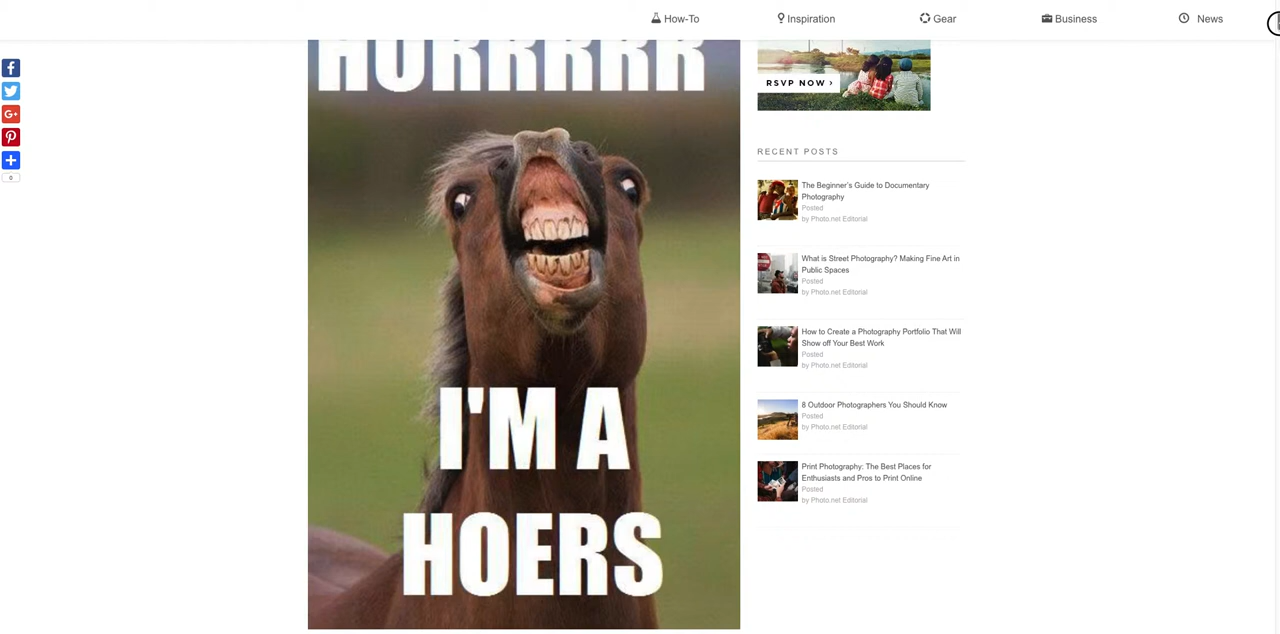 How-To
Inspiration
Gear
Business
News
HURRRRR
I'M A
HOERS
0
RSVP NOW ›
RECENT POSTS
The Beginner's Guide to Documentary
Photography
Posted
by Photo.net Editorial
What is Street Photography? Making Fine Art in
Public Spaces
Posted
by Photo.net Editorial
How to Create a Photography Portfolio That Will
Show off Your Best Work
Posted
by Photo.net Editorial
8 Outdoor Photographers You Should Know
Posted
by Photo.net Editorial
Print Photography: The Best Places for
Enthusiasts and Pros to Print Online
Posted
by Photo.net Editorial